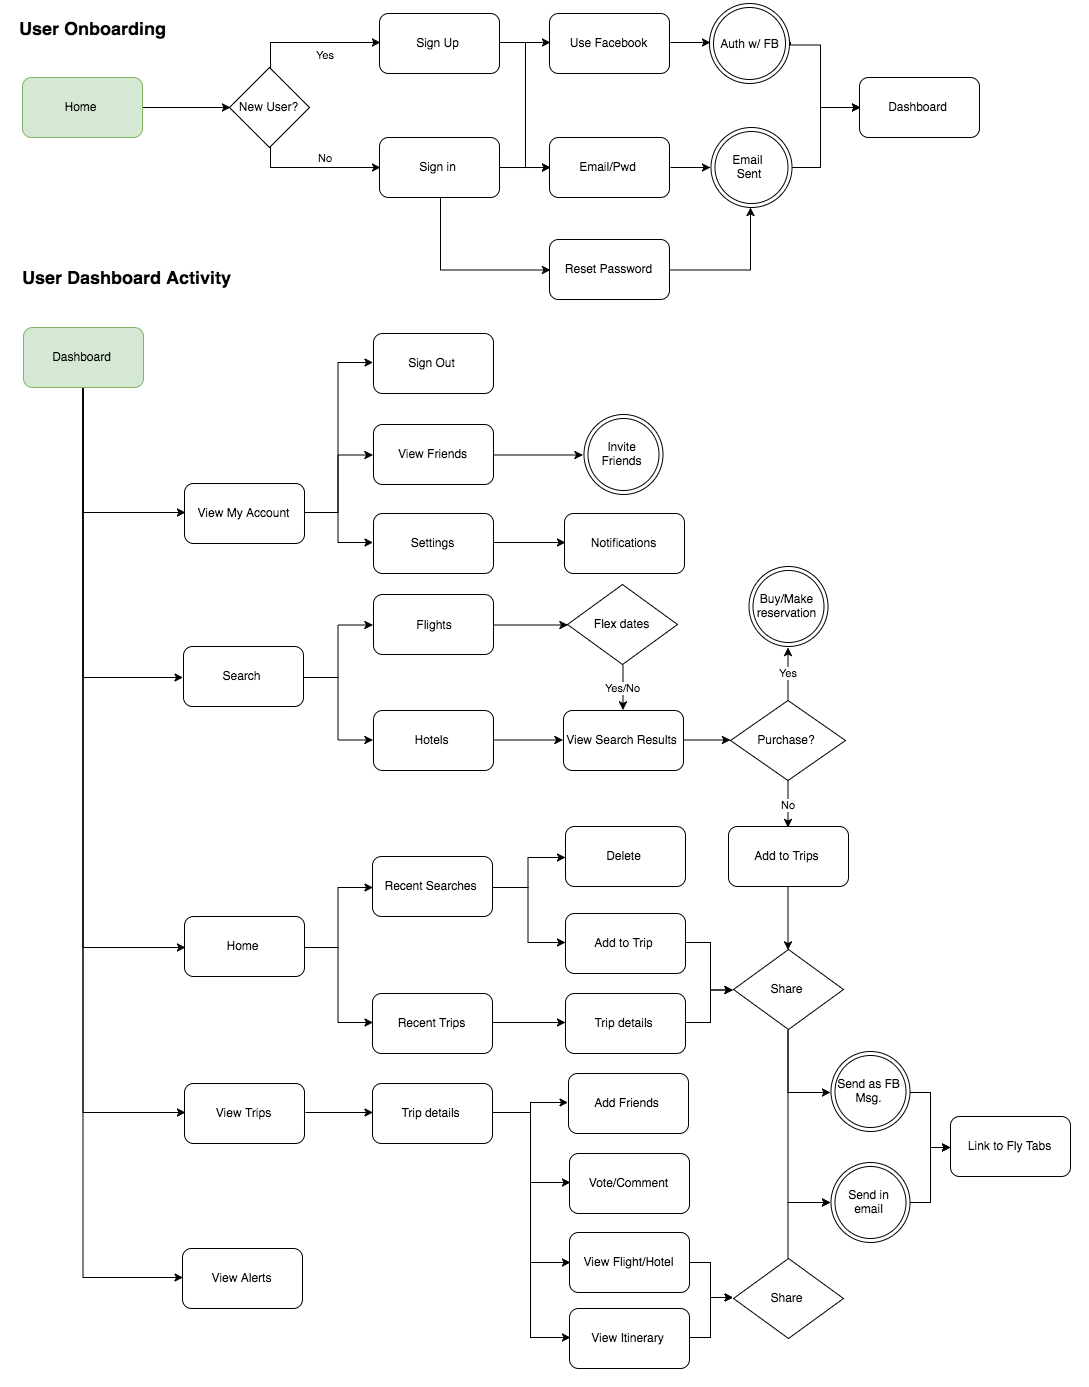 User Onboarding
Sign Up
Use Facebook
Auth w/ FB
Yes
Home
New User?
Dashboard
No
Sign in
Email/Pwd
Email
Sent
Reset Password
User Dashboard Activity
Dashboard
Sign Out
View Friends
Invite
Friends
View My Account
Settings
Notifications
Flights
Flex dates
Buy/Make
reservation
Search
Yes/No
Yes
Hotels
View Search Results
Purchase?
No
Delete
Add to Trips
Recent Searches
Home
Add to Trip
Share
Recent Trips
Trip details
Send as FB
Msg.
View Trips
Trip details
Add Friends
Link to Fly Tabs
Vote/Comment
Send in
email
View Alerts
View Flight/Hotel
Share
View Itinerary